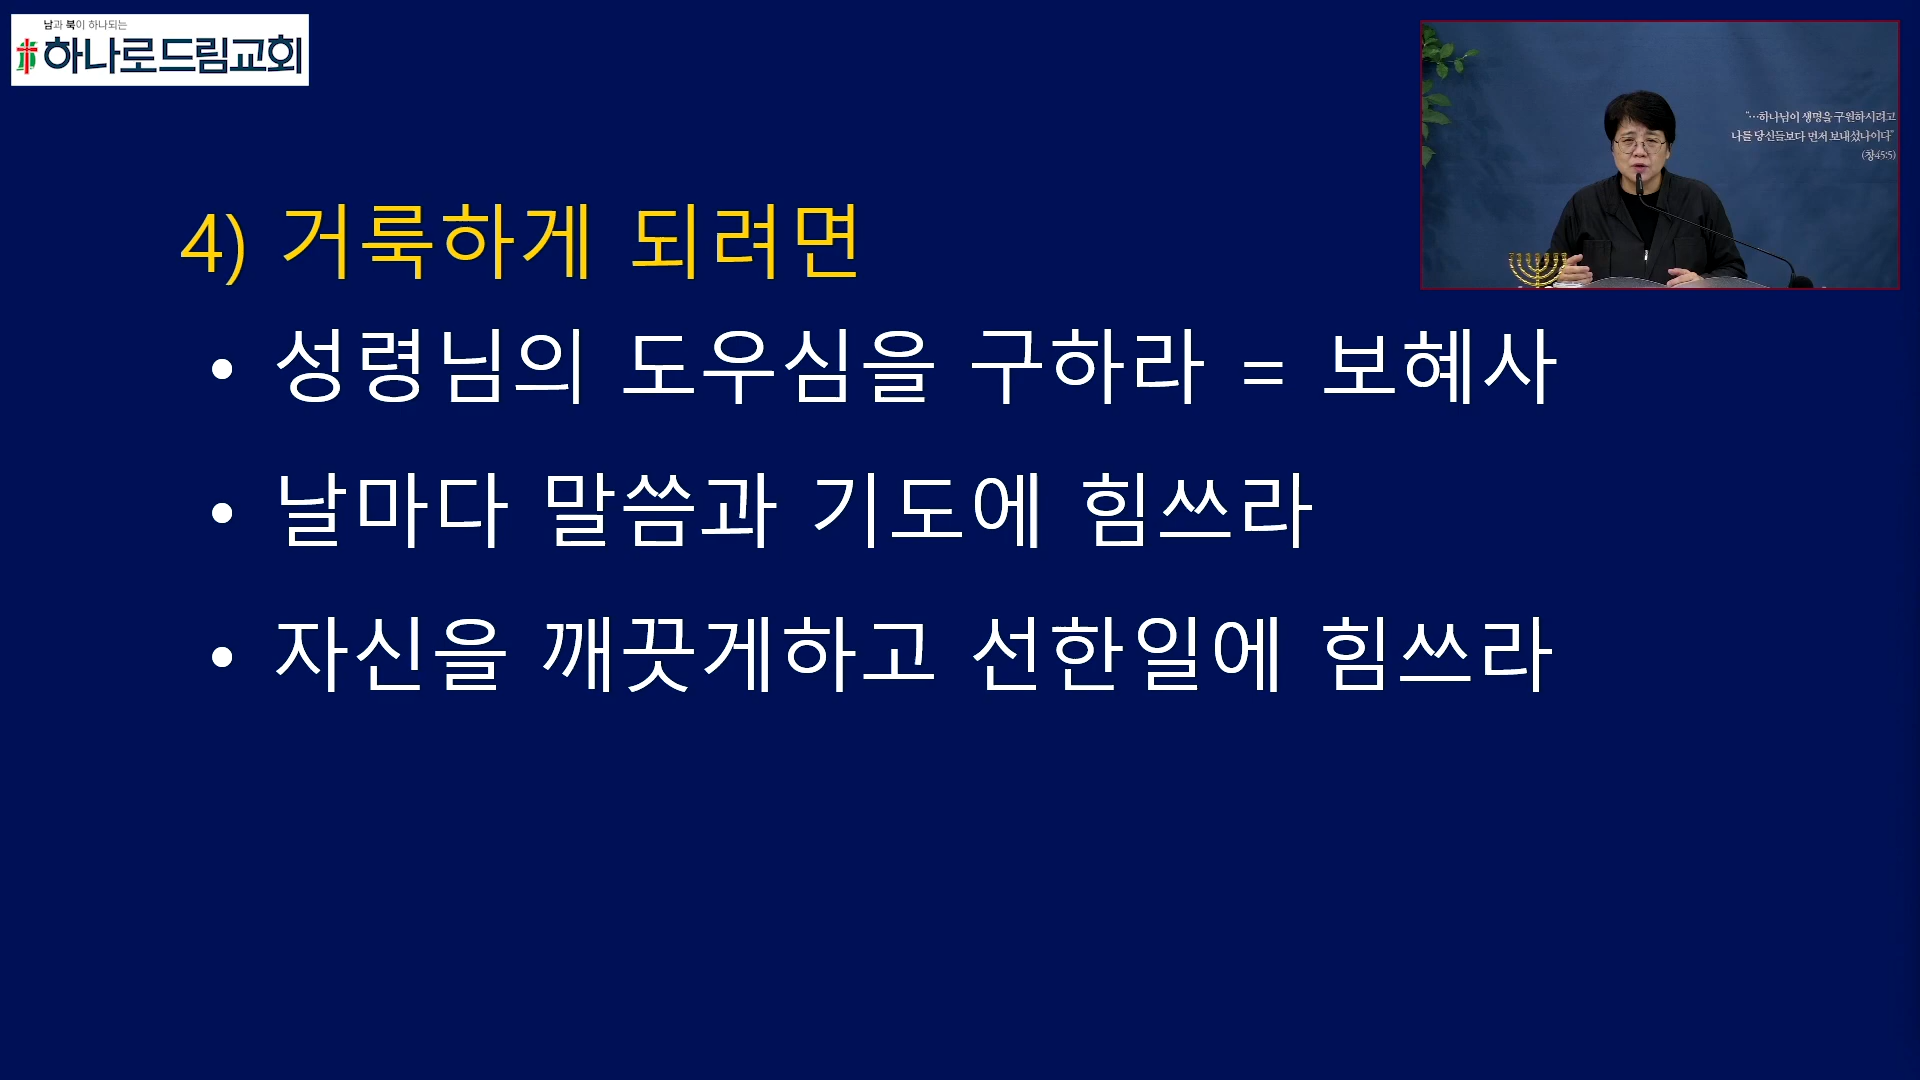 남과 북이 하나되는
하나로드림교회
"…하나님이 생명을 구원하시려고
나를 당신들보다 먼저 보내셨나이다"
(창45:5)
4) 거룩하게 되려면
• 성령님의 도우심을 구하라 = 보혜사
• 날마다 말씀과 기도에 힘쓰라
• 자신을 깨끗게하고 선한일에 힘쓰라